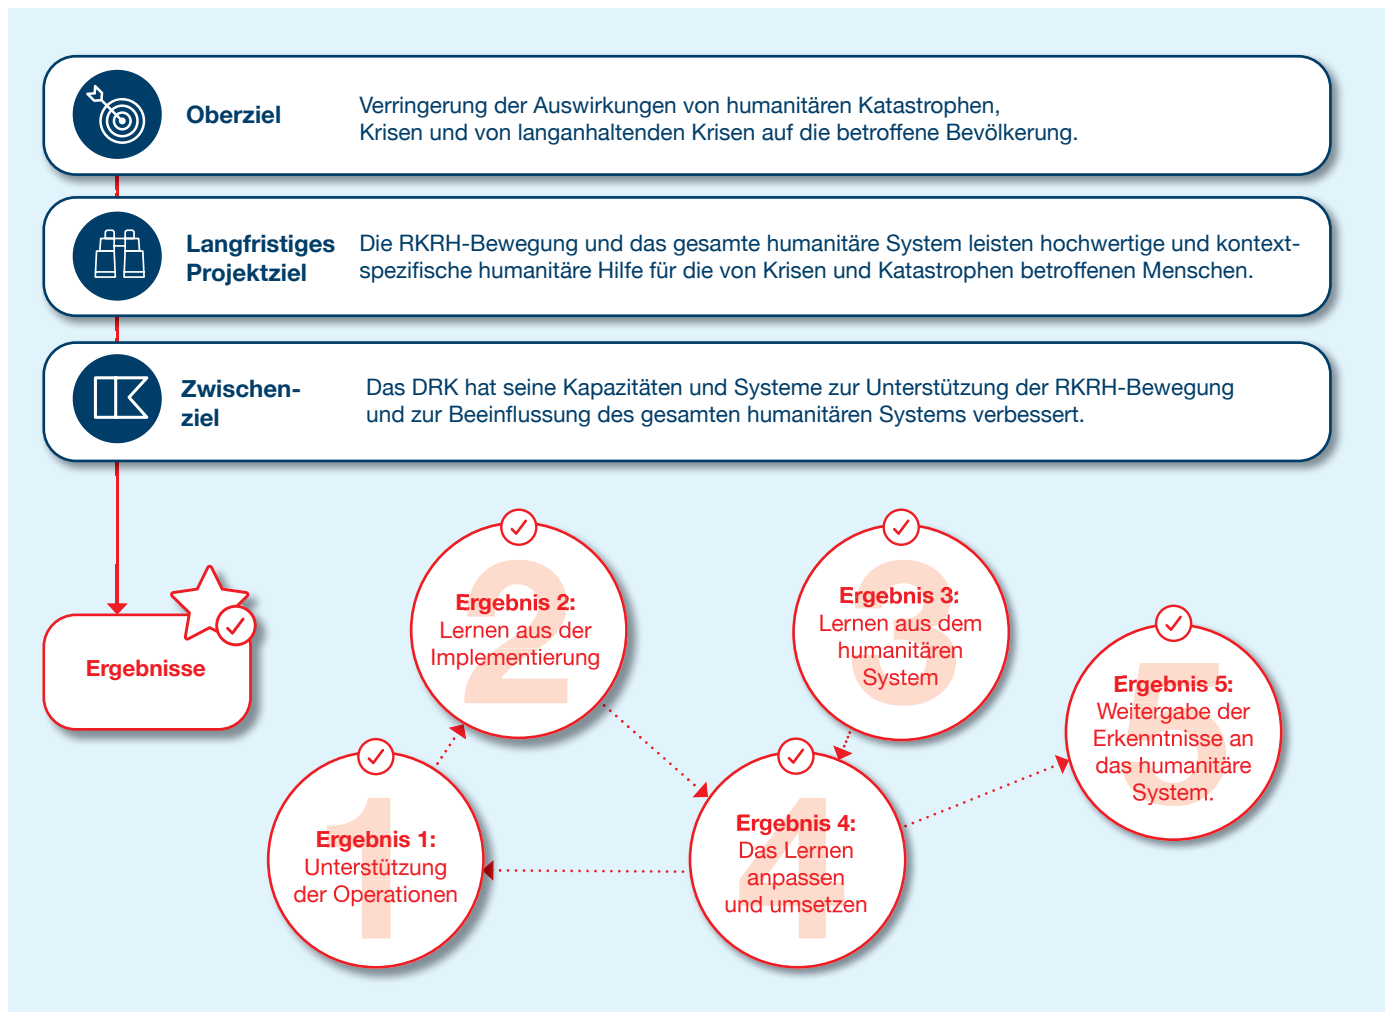 Oberziel
Verringerung der Auswirkungen von humanitären Katastrophen,
Krisen und von langanhaltenden Krisen auf die betroffene Bevölkerung.
Langfristiges
Projektziel
Die RKRH-Bewegung und das gesamte humanitäre System leisten hochwertige und kontext-
spezifische humanitäre Hilfe für die von Krisen und Katastrophen betroffenen Menschen.
Zwischen-
ziel
Das DRK hat seine Kapazitäten und Systeme zur Unterstützung der RKRH-Bewegung
und zur Beeinflussung des gesamten humanitären Systems verbessert.
Ergebnisse
1
Ergebnis 1:
Unterstützung
der Operationen
2
Ergebnis 2:
Lernen aus der
Implementierung
3
Ergebnis 3:
Lernen aus dem
humanitären
System
4
Ergebnis 4:
Das Lernen
anpassen
und umsetzen
5
Ergebnis 5:
Weitergabe der
Erkenntnisse an
das humanitäre
System.